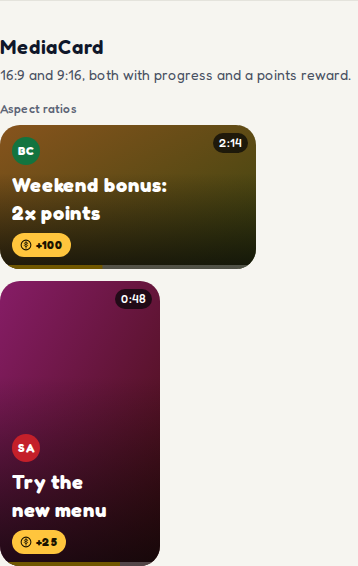 MediaCard
16:9 and 9:16, both with progress and a points reward.
Aspect ratios
2:14
BC
Weekend bonus:
2x points
+100
0:48
SA
Try the
new menu
+25